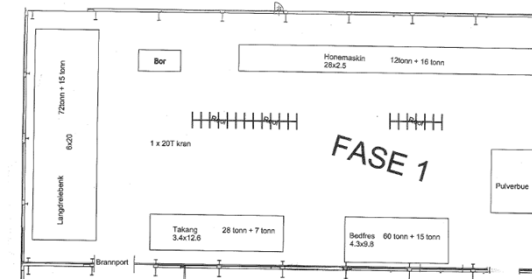 Honemaskin 12tonn + 16 tonn
28x2.5
Bor
72tonn + 15 tonn
6x20
Langdreiebenk
1 x 20T kran
FASE 1
Pulverbue
Takang 28 tonn + 7 tonn
3.4x12.6
Bedfres 60 tonn + 15 tonn
4.3x9.8
Brannport